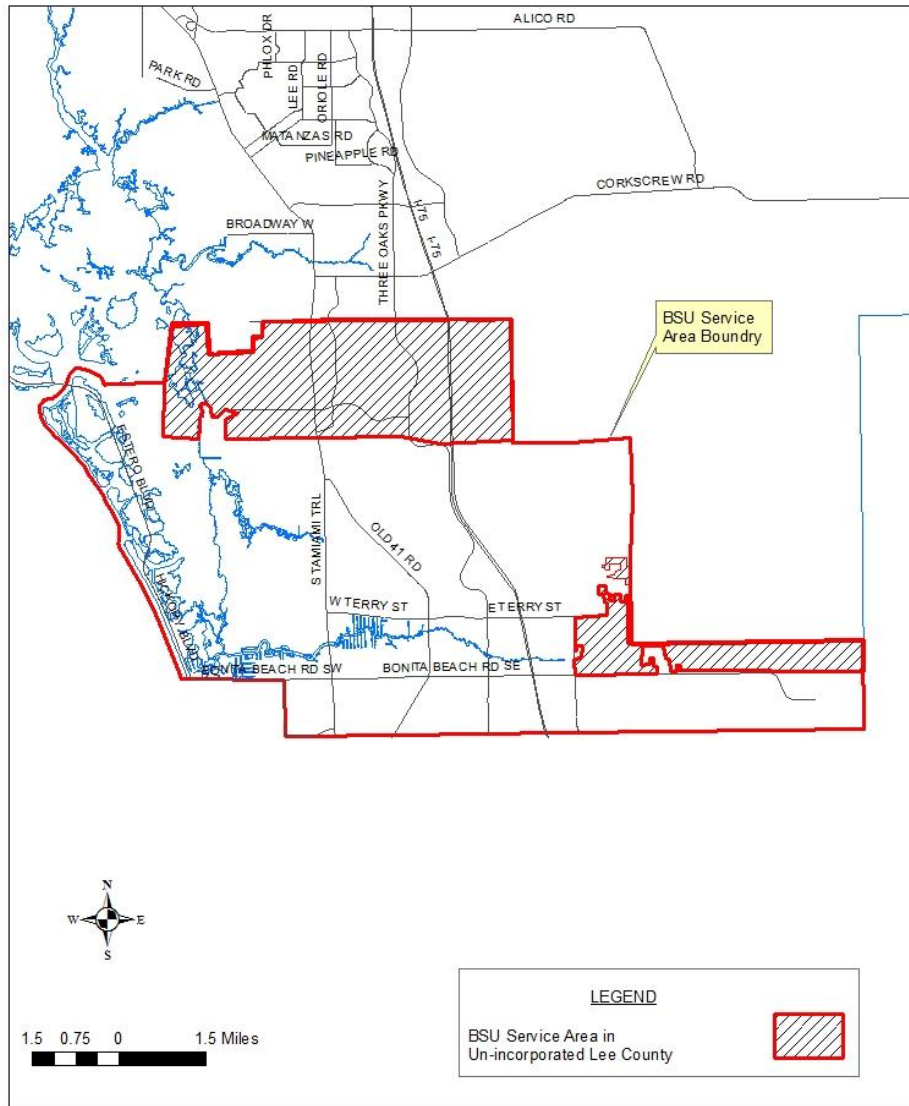 ALICO RD
PHLOX DR
PARK RD
LEE RD
ORIOLE RD
MATANZAS RD
PINEAPPLE RD
CORKSCREW RD
THREE OAKS PKWY
I-75
I-75
BROADWAY W
BSU Service
Area Boundry
ESTERO BLVD
S TAMIAMI TRL
OLD 41 RD
HICKORY BLVD
W TERRY ST
E TERRY ST
BONITA BEACH RD SW
BONITA BEACH RD SE
N
W
E
S
LEGEND
BSU Service Area in
Un-incorporated Lee County
1.5 0.75 0 1.5 Miles